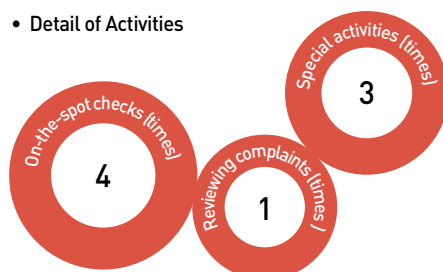 • Detail of Activities
Special activities (times)
3
On-the-spot checks (times)
4
Reviewing complaints (times )
1